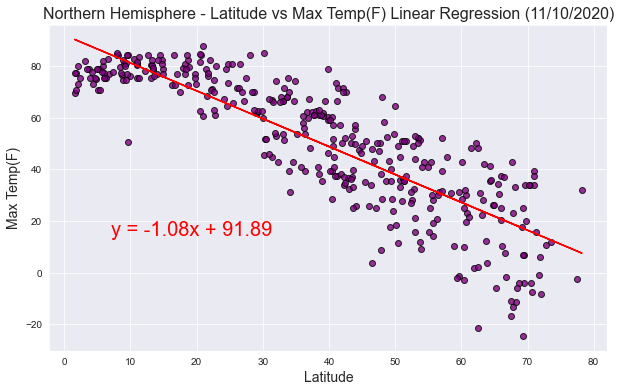 Northern Hemisphere - Latitude vs Max Temp(F) Linear Regression (11/10/2020)
Max Temp(F)
80
60
40
20
0
−20
y = -1.08x + 91.89
0 10 20 30 40 50 60 70 80
Latitude